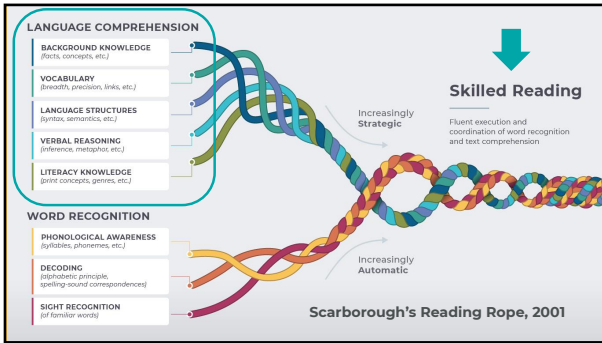 LANGUAGE COMPREHENSION
BACKGROUND KNOWLEDGE
(facts, concepts, etc.)
VOCABULARY
(breadth, precision, links, etc.)
LANGUAGE STRUCTURES
(syntax, semantics, etc.)
VERBAL REASONING
(inference, metaphor, etc.)
LITERACY KNOWLEDGE
(print concepts, genres, etc.)
WORD RECOGNITION
PHONOLOGICAL AWARENESS
(syllables, phonemes, etc.)
DECODING
(alphabetic principle,
spelling-sound correspondences)
SIGHT RECOGNITION
(of familiar words)
Increasingly
Strategic
Increasingly
Automatic
Skilled Reading
Fluent execution and
coordination of word recognition
and text comprehension
Scarborough's Reading Rope, 2001